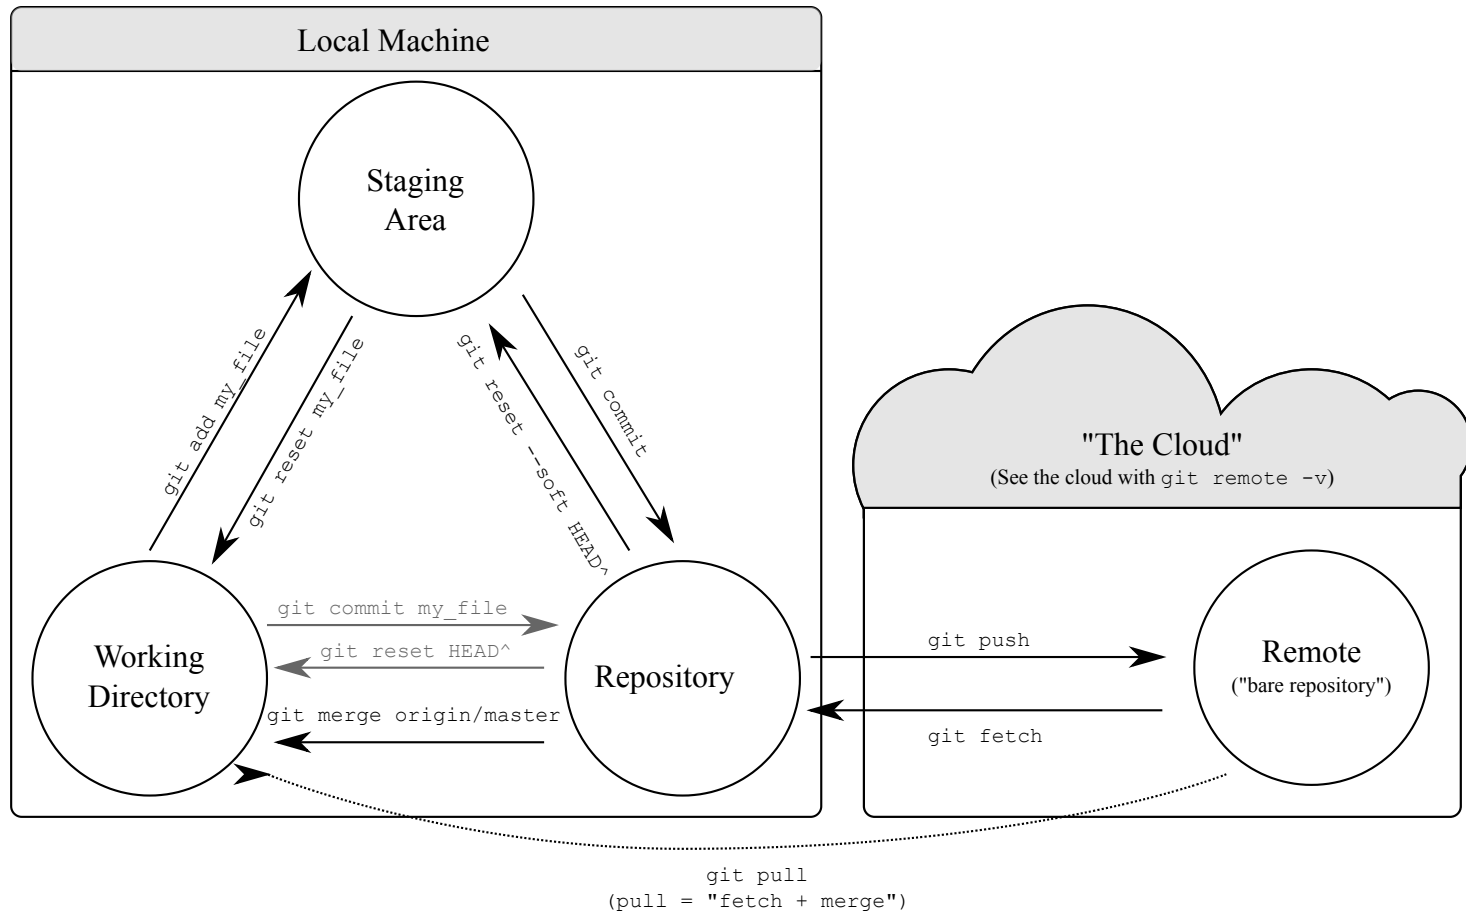 Local Machine
Staging
Area
git add my_file
git reset my_file
git reset --soft HEAD^
git commit
"The Cloud"
(See the cloud with git remote -v)
git commit my_file
git reset HEAD^
git merge origin/master
Working
Directory
Repository
git push
git fetch
Remote
("bare repository")
git pull
(pull = "fetch + merge")